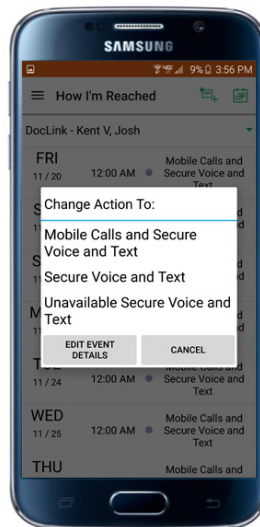 SAMSUNG
9% 3:56 PM
How I'm Reached
DocLink - Kent V, Josh
FRI
11 / 20
12:00 AM
Mobile Calls and
Secure Voice and
Text
Change Action To:
Mobile Calls and Secure
Voice and Text
Secure Voice and Text
Unavailable Secure Voice and
Text
EDIT EVENT
DETAILS
CANCEL
11 / 24
12:00 AM
Secure Voice and
Text
WED
11 / 25
12:00 AM
Mobile Calls and
Secure Voice and
Text
THU
Mobile Calls and